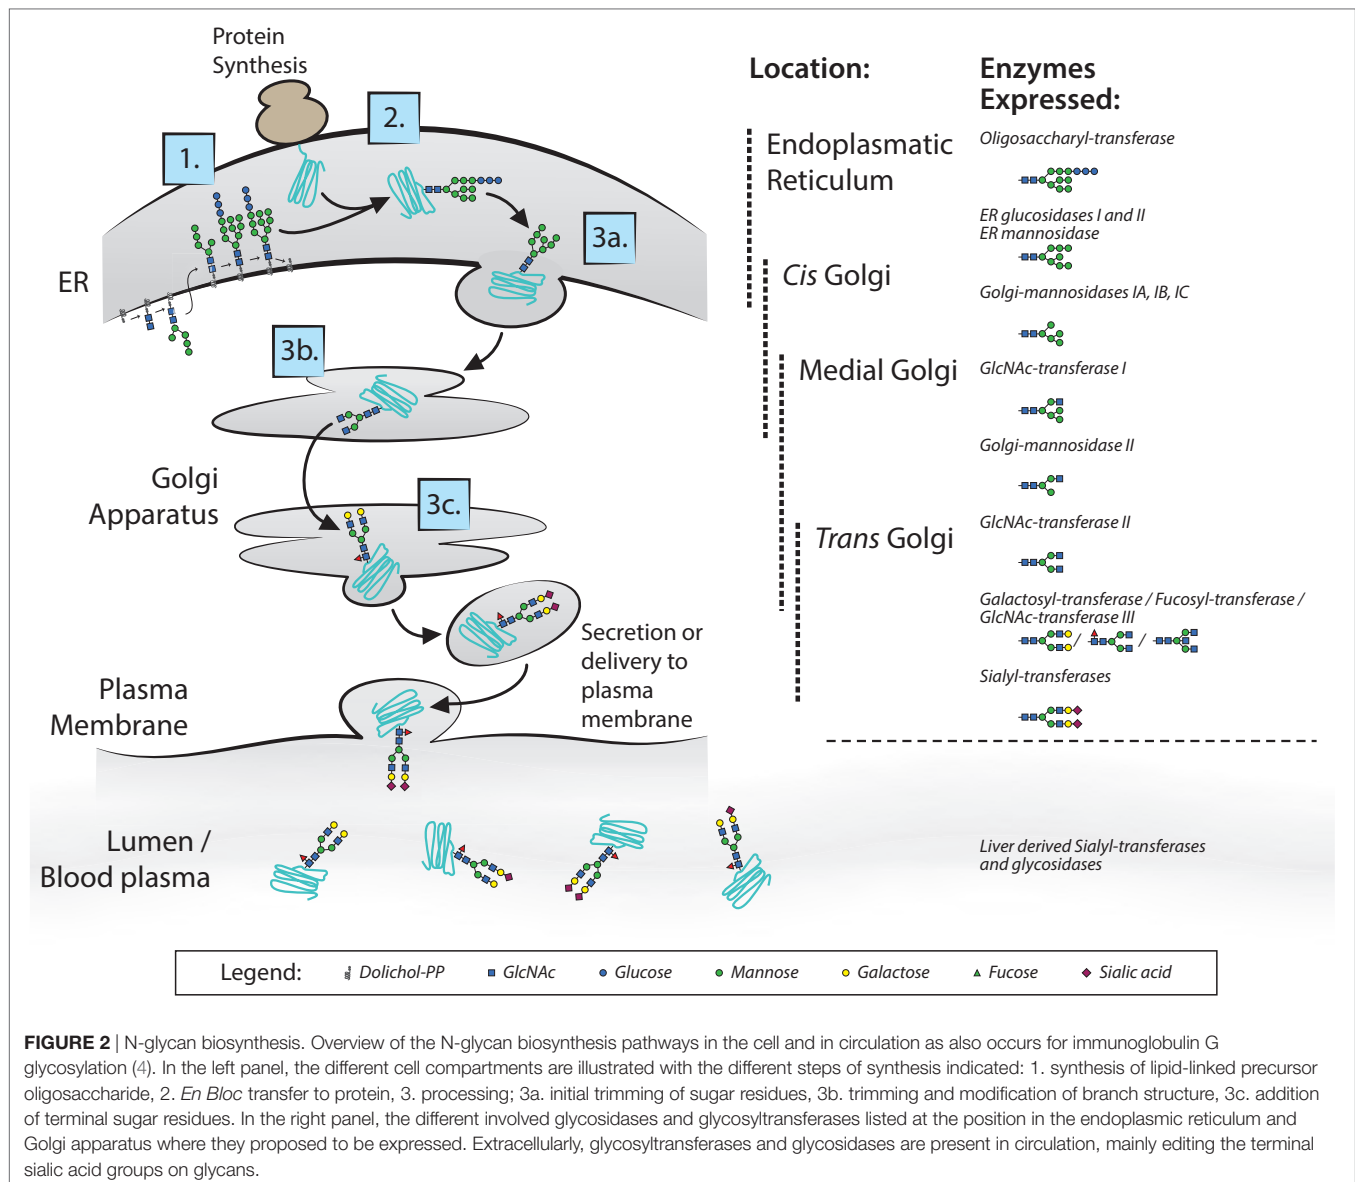 Protein
Synthesis
1.
2.
3a.
ER
3b.
Golgi
Apparatus
3c.
Secretion or
delivery to
plasma
membrane
Plasma
Membrane
Lumen /
Blood plasma
Location:
Endoplasmatic
Reticulum
Cis Golgi
Medial Golgi
Trans Golgi
Enzymes
Expressed:
Oligosaccharyl-transferase
ER glucosidases I and II
ER mannosidase
Golgi-mannosidases IA, IB, IC
GlcNAc-transferase I
Golgi-mannosidase II
GlcNAc-transferase II
Galactosyl-transferase / Fucosyl-transferase /
GlcNAc-transferase III
/ /
Sialyl-transferases
Liver derived Sialyl-transferases
and glycosidases
Legend: Dolichol-PP GlcNAc Glucose Mannose Galactose Fucose Sialic acid
FIGURE 2 | N-glycan biosynthesis. Overview of the N-glycan biosynthesis pathways in the cell and in circulation as also occurs for immunoglobulin G
glycosylation (4). In the left panel, the different cell compartments are illustrated with the different steps of synthesis indicated: 1. synthesis of lipid-linked precursor
oligosaccharide, 2. En Bloc transfer to protein, 3. processing; 3a. initial trimming of sugar residues, 3b. trimming and modification of branch structure, 3c. addition
of terminal sugar residues. In the right panel, the different involved glycosidases and glycosyltransferases listed at the position in the endoplasmic reticulum and
Golgi apparatus where they proposed to be expressed. Extracellularly, glycosyltransferases and glycosidases are present in circulation, mainly editing the terminal
sialic acid groups on glycans.